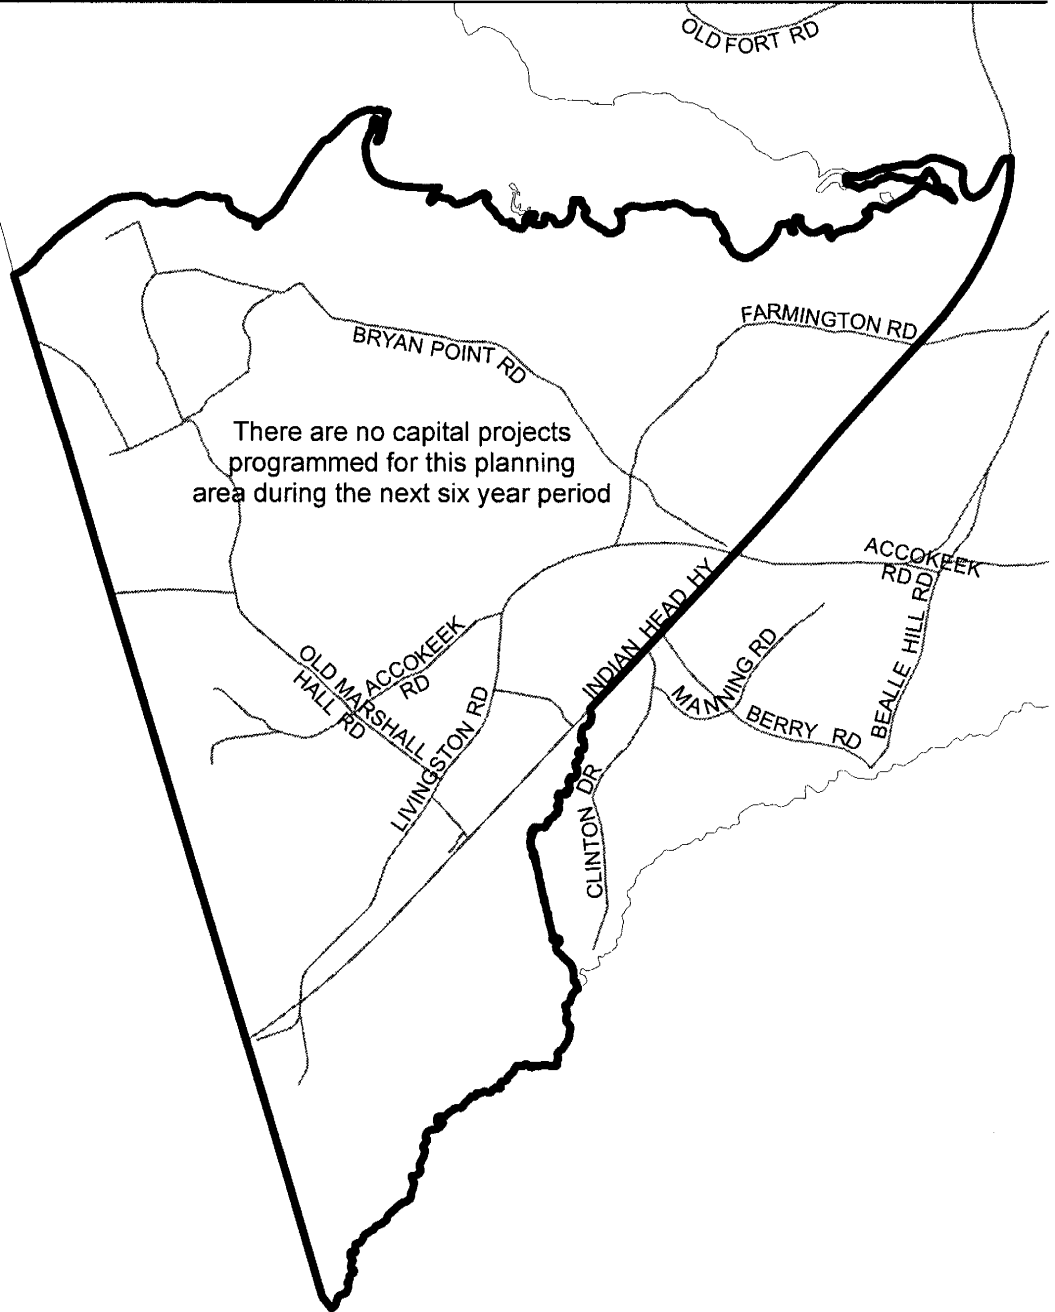 OLD FORT RD
FARMINGTON RD
BRYAN POINT RD
There are no capital projects
programmed for this planning
area during the next six year period
ACCOKEEK
RD
INDIAN HEAD HY
BEALLE HILL RD
ACCOKEEK
RD
OLD MARSHALL
HALL RD
MANNING RD
LIVINGSTON RD
BERRY RD
CLINTON DR